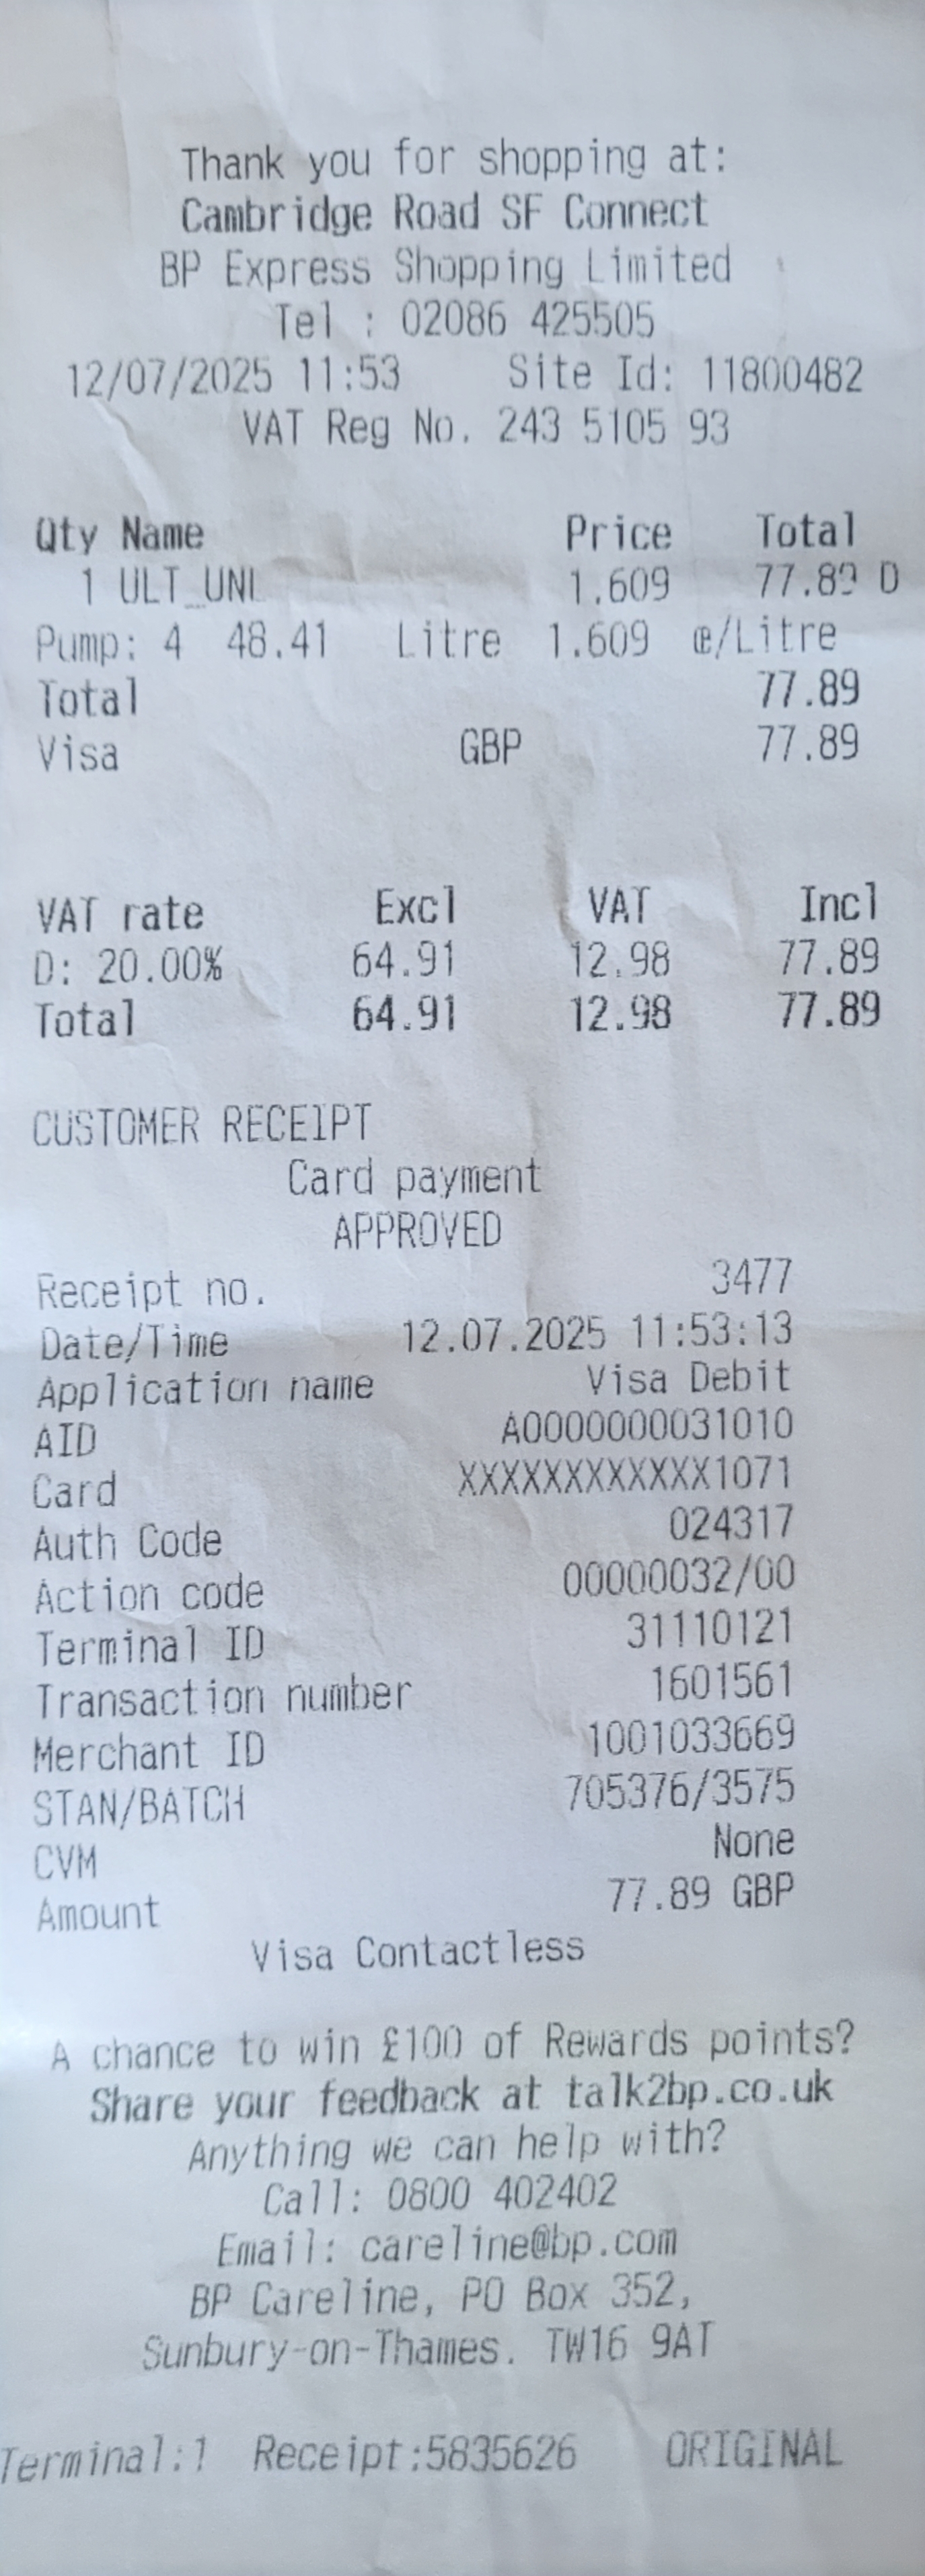 Thank you for shopping at:
Cambridge Road SF Connect
BP Express Shopping Limited
Tel : 02086 425505
12/07/2025 11:53 Site Id: 11800482
VAT Reg No. 243 5105 93
Qty Name Price Total
1 ULT_UNL 1.609 77.89 D
Pump: 4 48.41 Litre 1.609 œ/Litre
Total 77.89
Visa GBP 77.89
VAT rate Excl VAT Incl
D: 20.00% 64.91 12.98 77.89
Total 64.91 12.98 77.89
CUSTOMER RECEIPT
Card payment
APPROVED
Receipt no. 3477
Date/Time 12.07.2025 11:53:13
Application name Visa Debit
AID A0000000031010
Card XXXXXXXXXXXX1071
Auth Code 024317
Action code 00000032/00
Terminal ID 31110121
Transaction number 1601561
Merchant ID 1001033669
STAN/BATCH 705376/3575
CVM None
Amount 77.89 GBP
Visa Contactless
A chance to win £100 of Rewards points?
Share your feedback at talk2bp.co.uk
Anything we can help with?
Call: 0800 402402
Email: careline@bp.com
BP Careline, PO Box 352,
Sunbury-on-Thames. TW16 9AT
Terminal:1 Receipt:5835626 ORIGINAL